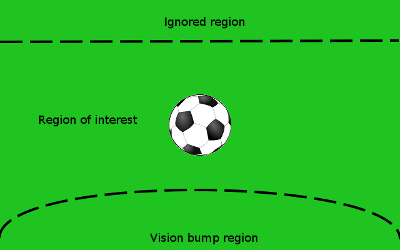 Ignored region
Region of interest
Vision bump region